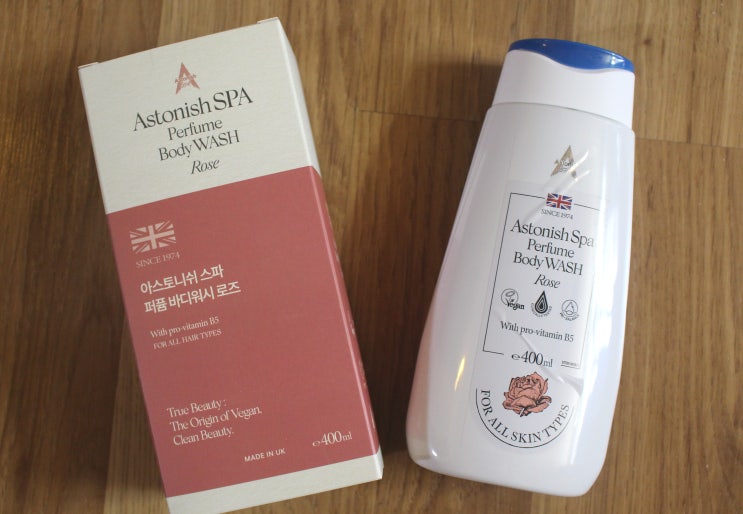 Astonish SPA
Perfume
Body WASH
Rose
SINCE 1974
아스토니쉬 스파
퍼퓸 바디워시 로즈
With pro-vitamin B5
FOR ALL HAIR TYPES
True Beauty :
The Origin of Vegan.
Clean Beauty.
MADE IN UK
℮400ml
SINCE 1974
Astonish Spa
Perfume
Body WASH
Rose
Vegan
With pro-vitamin B5
℮400ml
FOR ALL SKIN TYPES